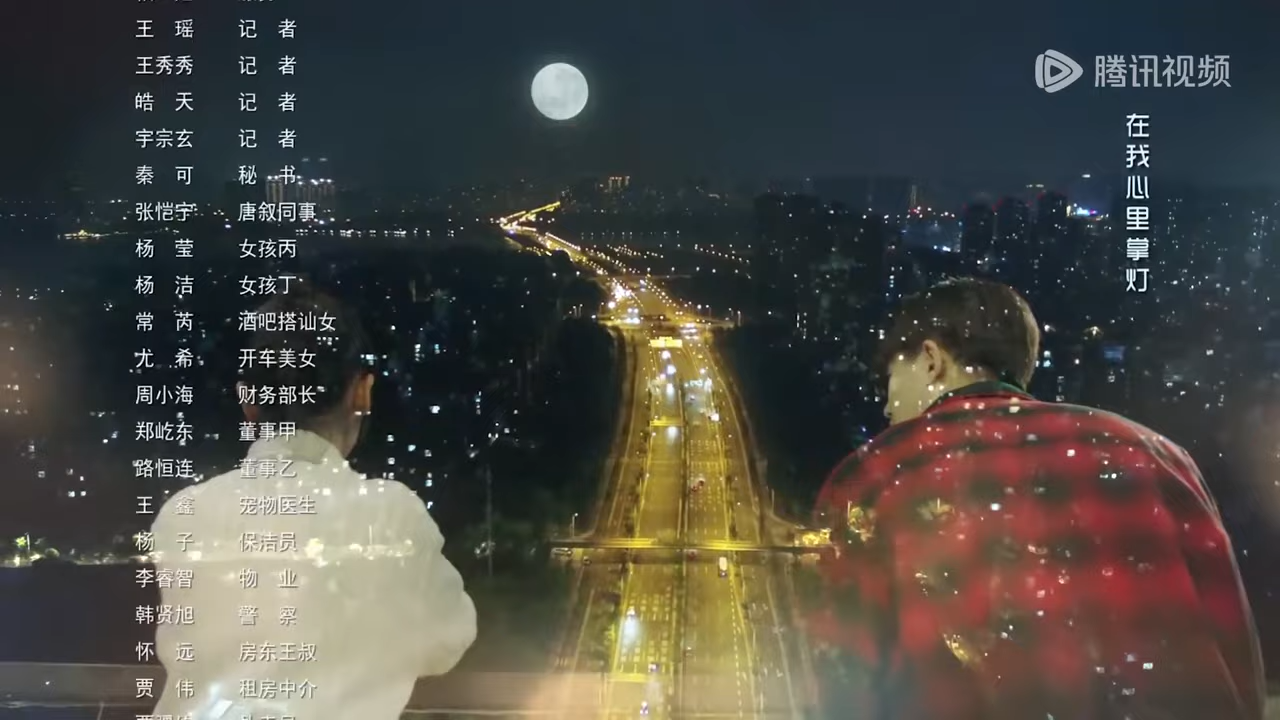 王 瑶 记 者
王秀秀 记 者
皓 天 记 者
宇宗玄 记 者
秦 可 秘 书
张恺宁 唐叙同事
杨 莹 女孩丙
杨 洁 女孩丁
常 芮 酒吧搭讪女
尤 希 开车美女
周小海 财务部长
郑屹东 董事甲
路恒连 董事乙
王 鑫 宠物医生
杨 子 保洁员
李睿智 物 业
韩贤旭 警 察
怀 远 房东王叔
贾 伟 租房中介
腾讯视频
在我心里掌灯